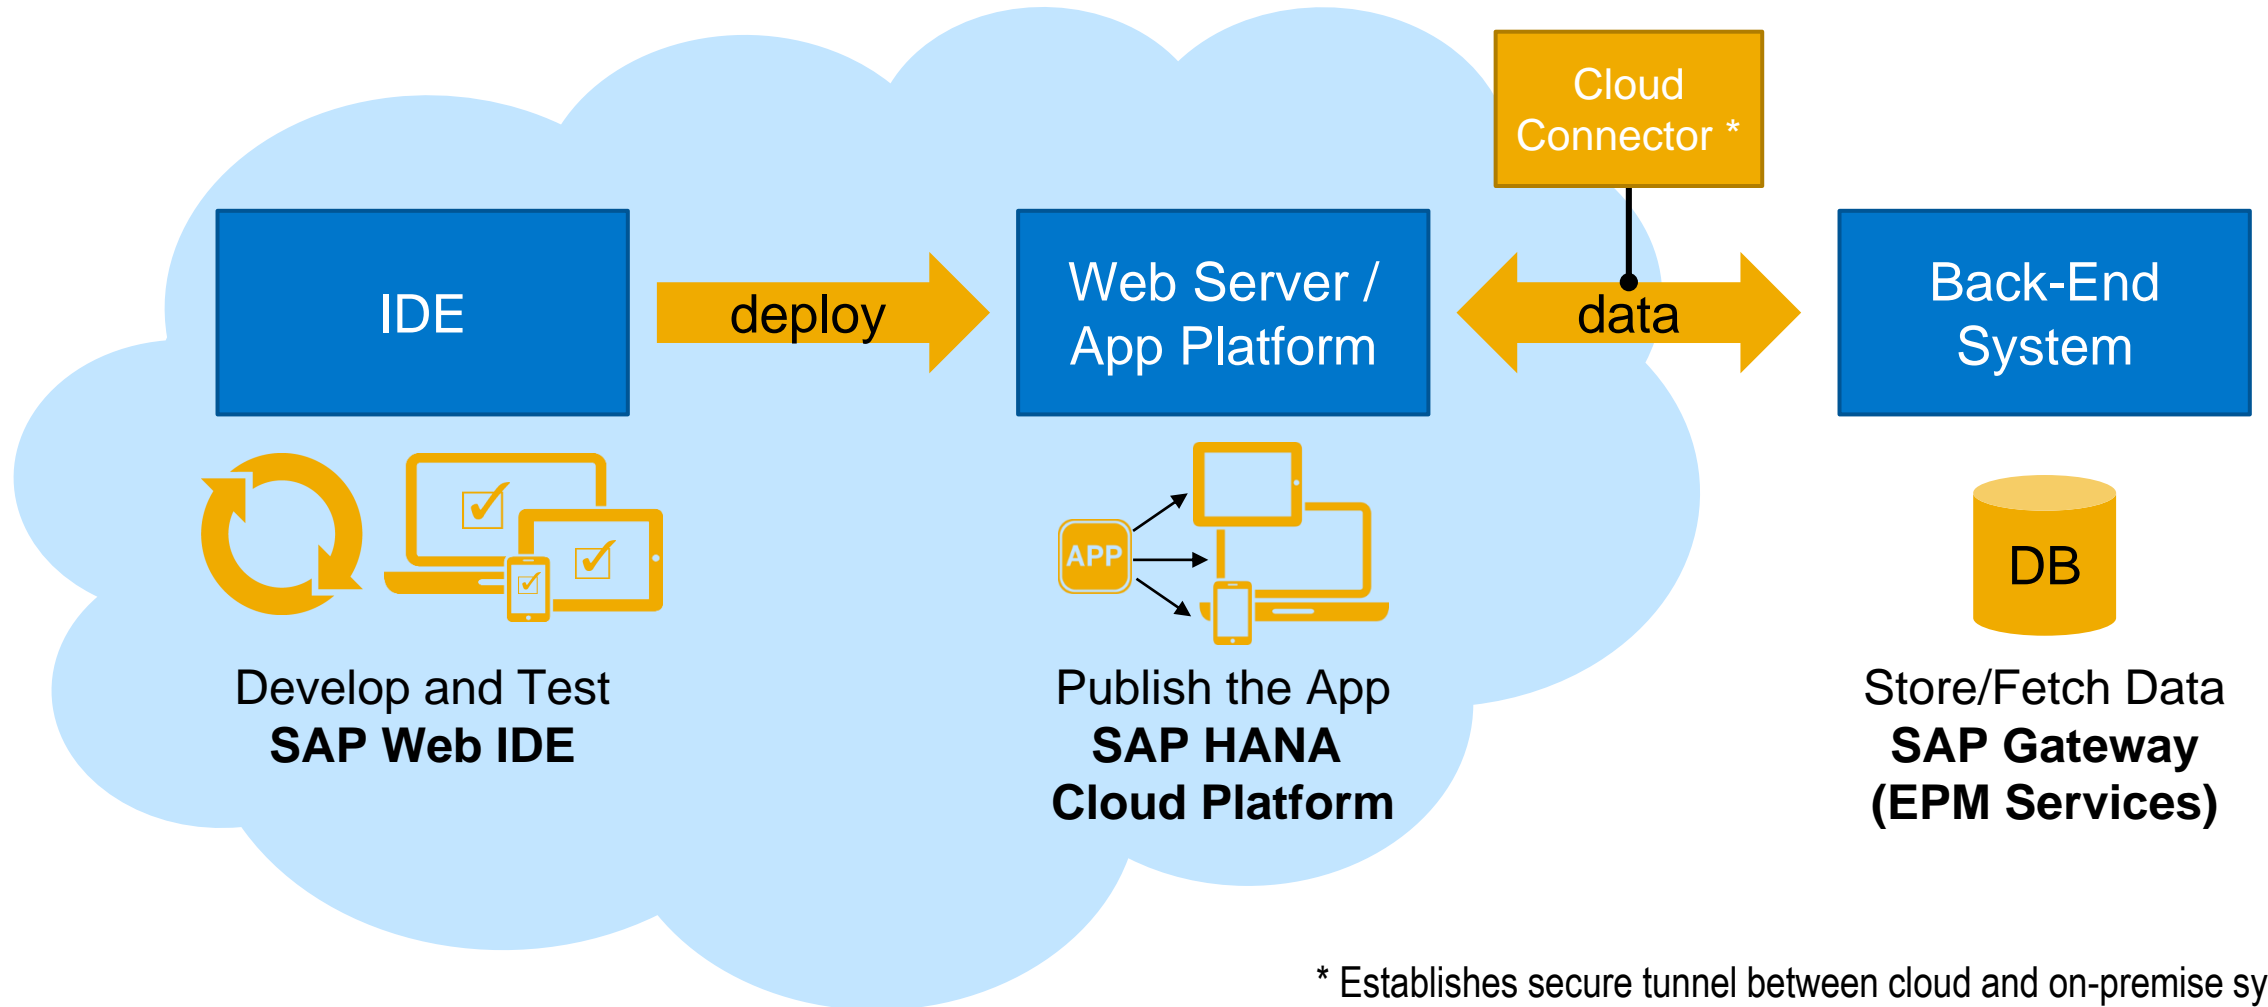 Cloud
Connector *
IDE
deploy
Web Server /
App Platform
data
Back-End
System
APP
DB
Develop and Test
SAP Web IDE
Publish the App
SAP HANA
Cloud Platform
Store/Fetch Data
SAP Gateway
(EPM Services)
* Establishes secure tunnel between cloud and on-premise